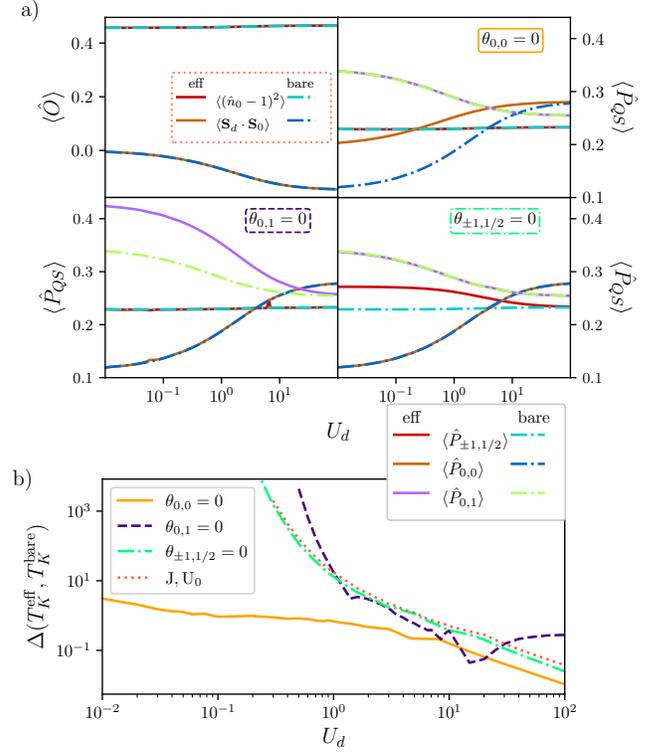 a)
0.4
0.2
0.0
⟨Ô⟩
eff bare
⟨(n̂₀ − 1)²⟩
⟨S_d · S₀⟩
θ₀,₀ = 0
0.4
0.3
0.2
0.1
⟨P̂_QS⟩
0.4
0.3
0.2
0.1
⟨P̂_QS⟩
θ₀,₁ = 0
θ±1,1/2 = 0
0.4
0.3
0.2
0.1
⟨P̂_QS⟩
10⁻¹ 10⁰ 10¹ 10⁻¹ 10⁰ 10¹
U_d
eff bare
⟨P̂±1,1/2⟩
⟨P̂₀,₀⟩
⟨P̂₀,₁⟩
b)
10³
10¹
10⁻¹
Δ(T_K^eff, T_K^bare)
θ₀,₀ = 0
θ₀,₁ = 0
θ±1,1/2 = 0
J, U₀
10⁻² 10⁻¹ 10⁰ 10¹ 10²
U_d